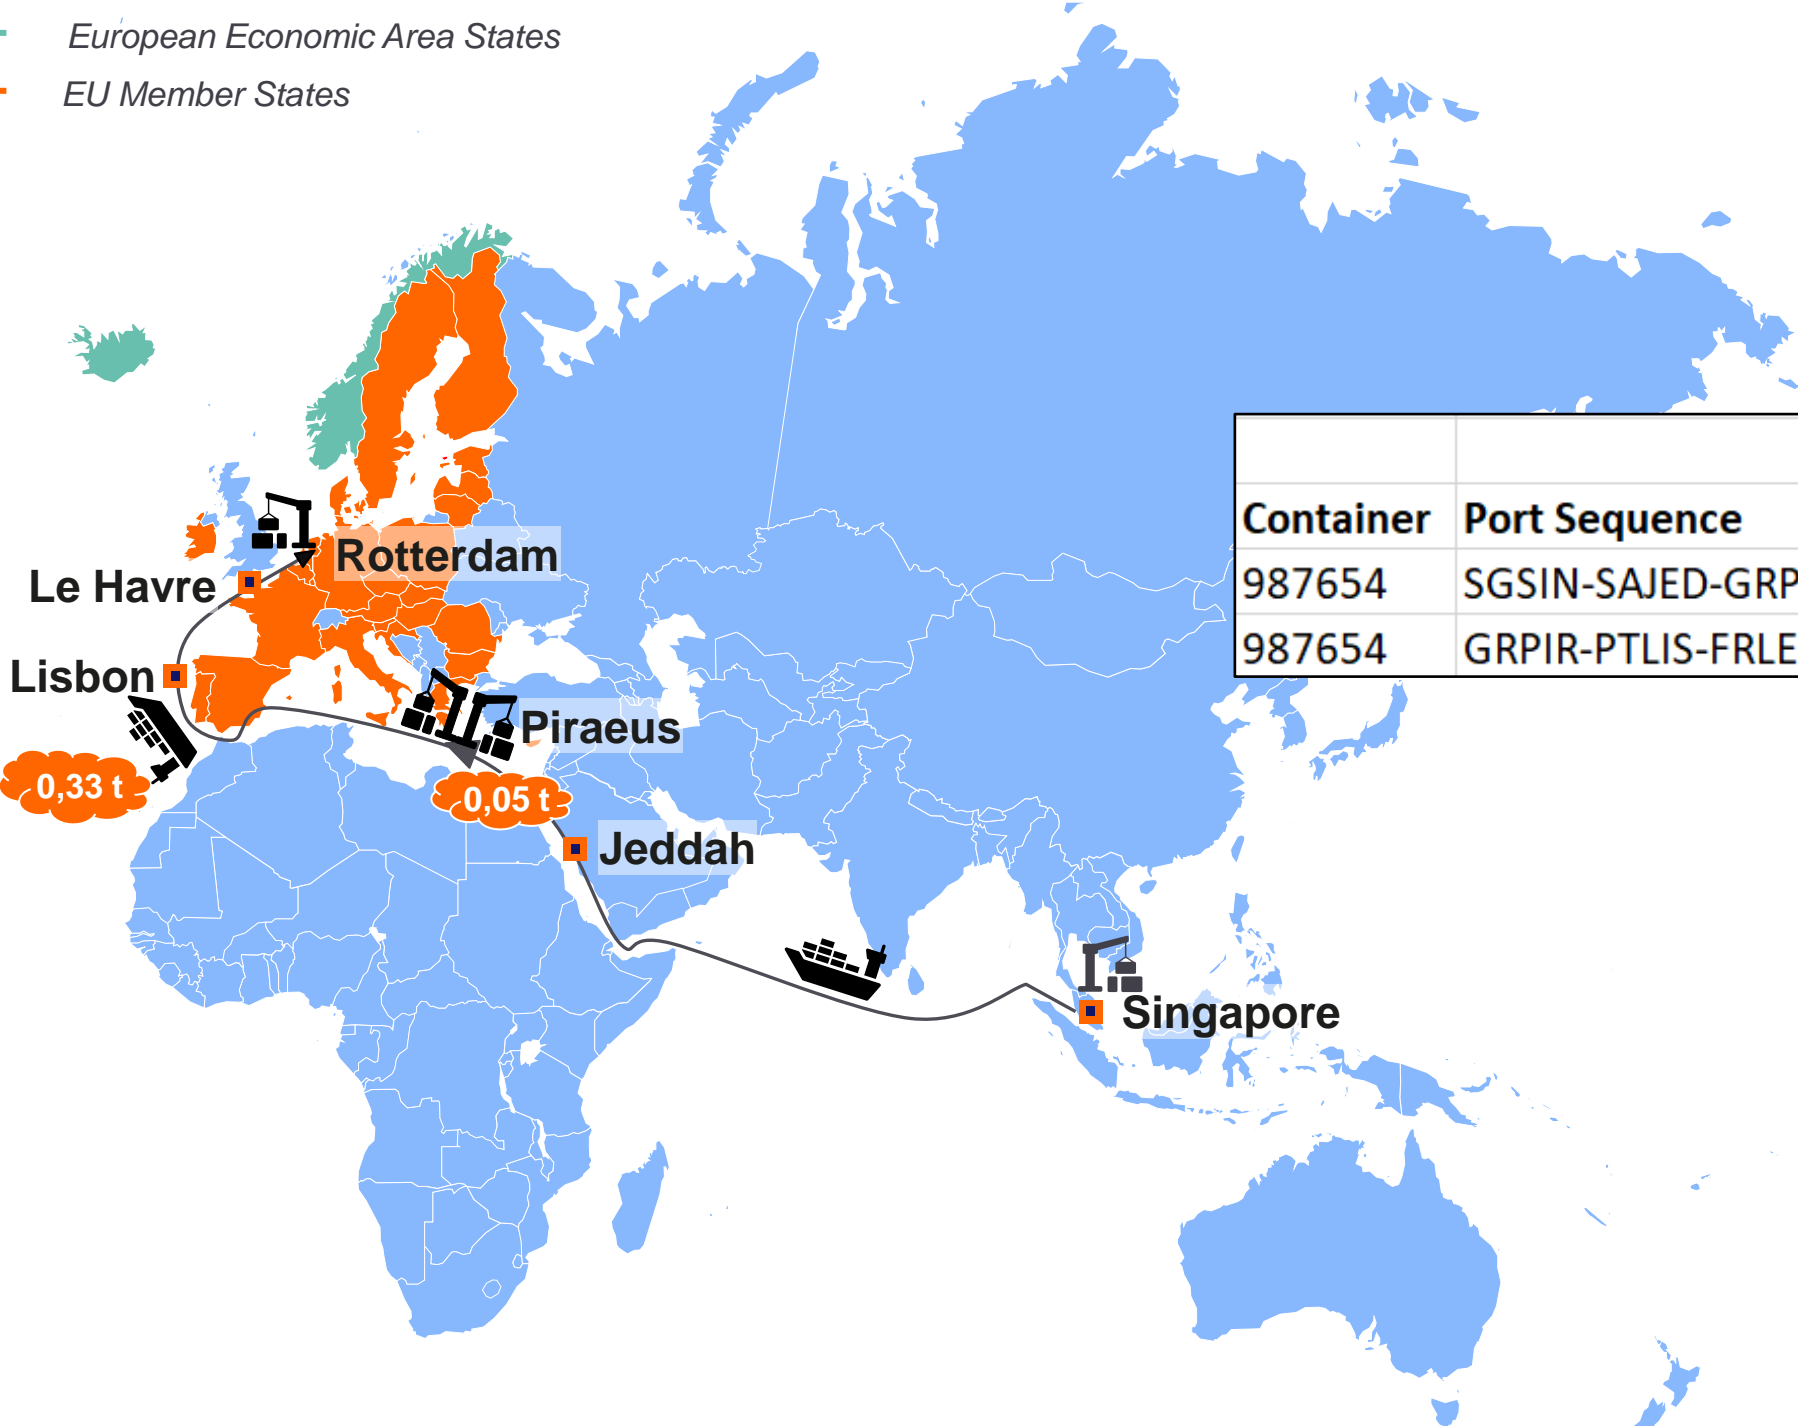 European Economic Area States
EU Member States
Container Port Sequence
987654 SGSIN-SAJED-GRP
987654 GRPIR-PTLIS-FRLE
Rotterdam
Le Havre
Lisbon
Piraeus
0,33 t
0,05 t
Jeddah
Singapore